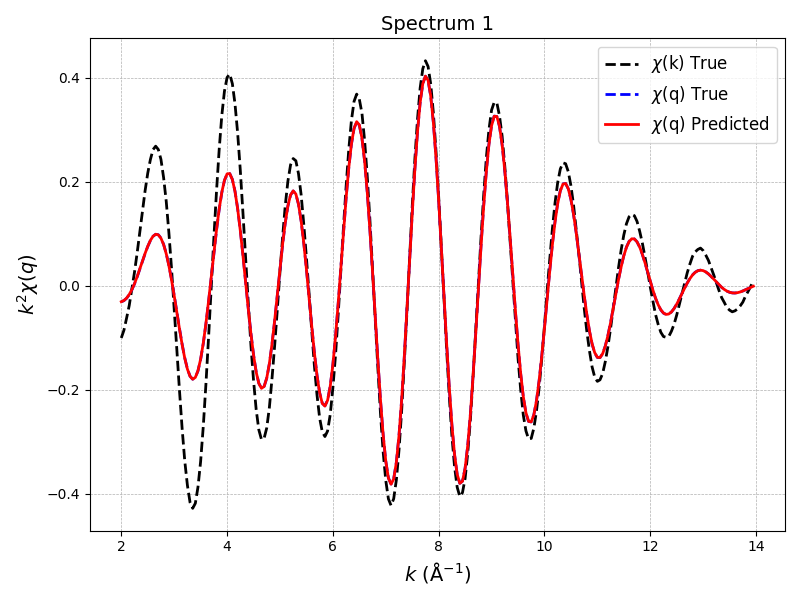 Spectrum 1
χ(k) True
χ(q) True
χ(q) Predicted
k²χ(q)
0.4
0.2
0.0
−0.2
−0.4
2 4 6 8 10 12 14
k (Å⁻¹)